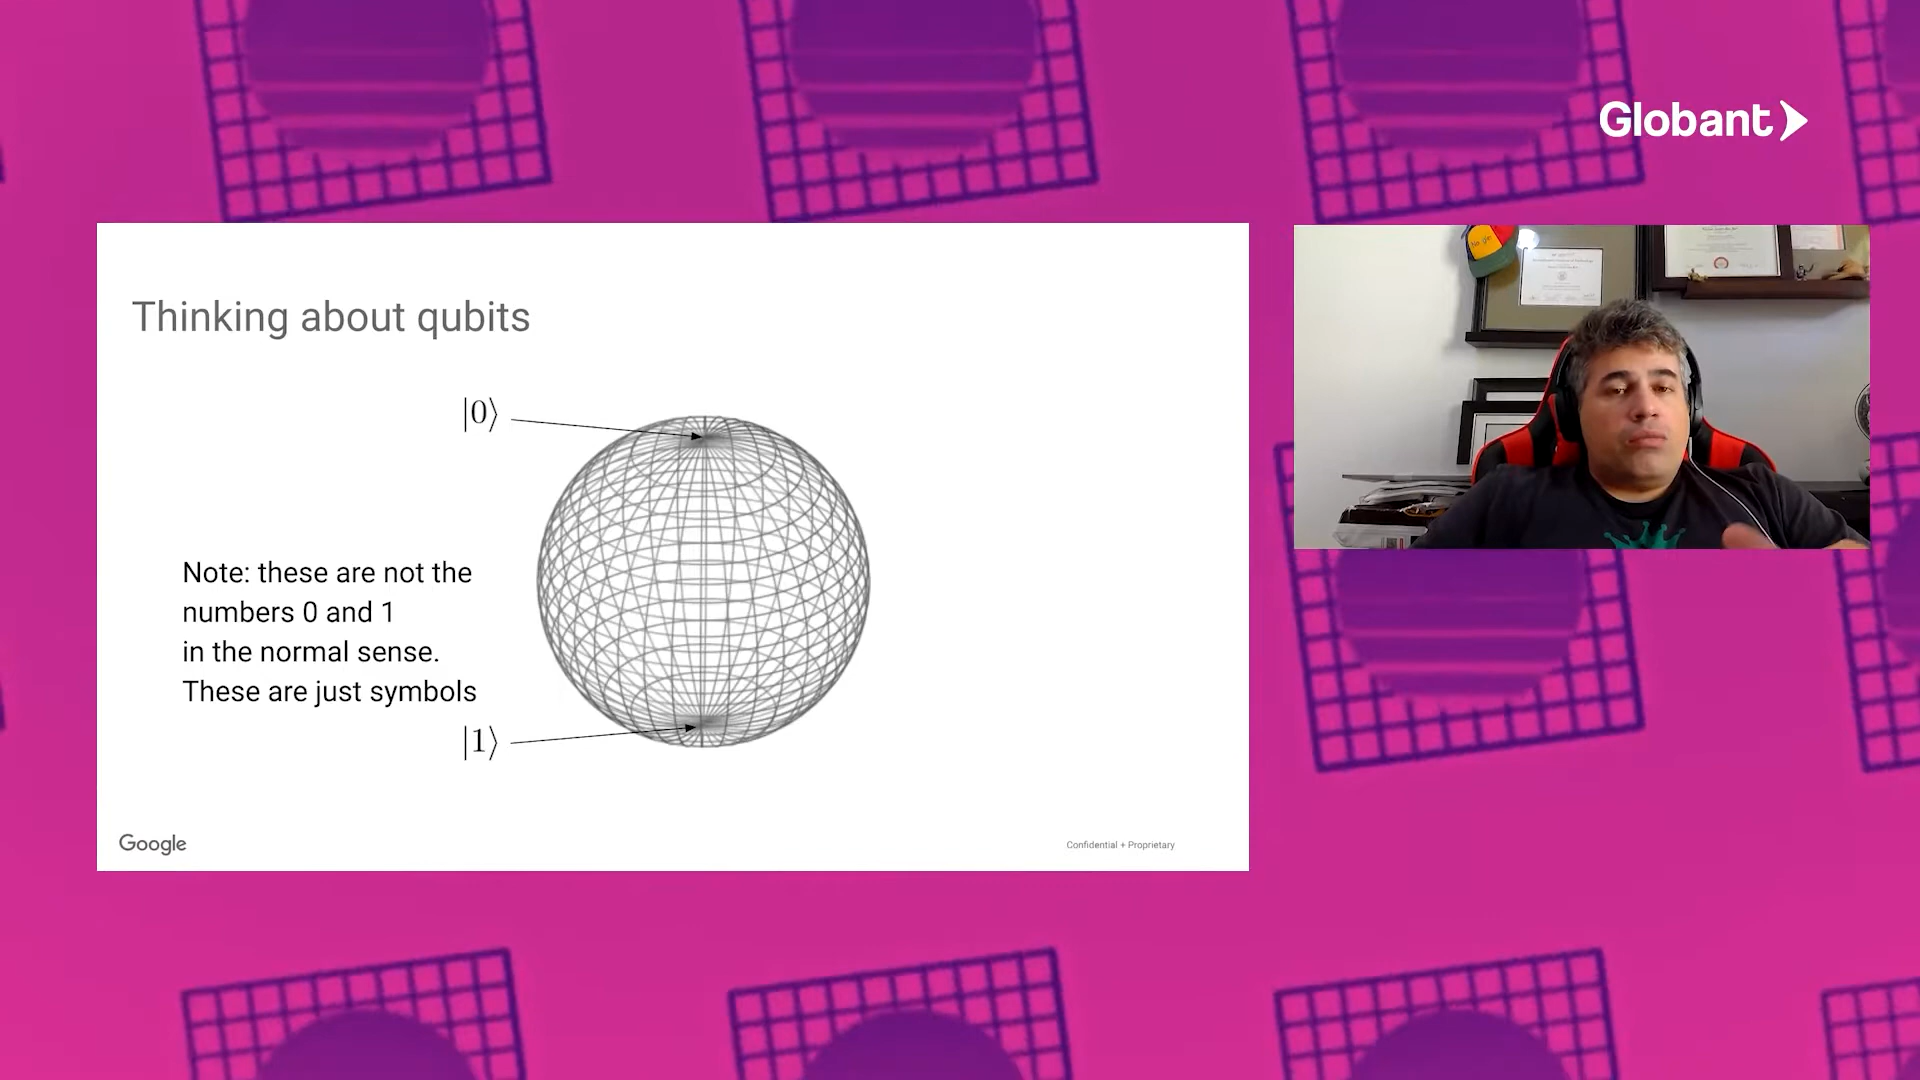 Globant
Thinking about qubits
|0⟩
Note: these are not the
numbers 0 and 1
in the normal sense.
These are just symbols
|1⟩
Google
Confidential + Proprietary